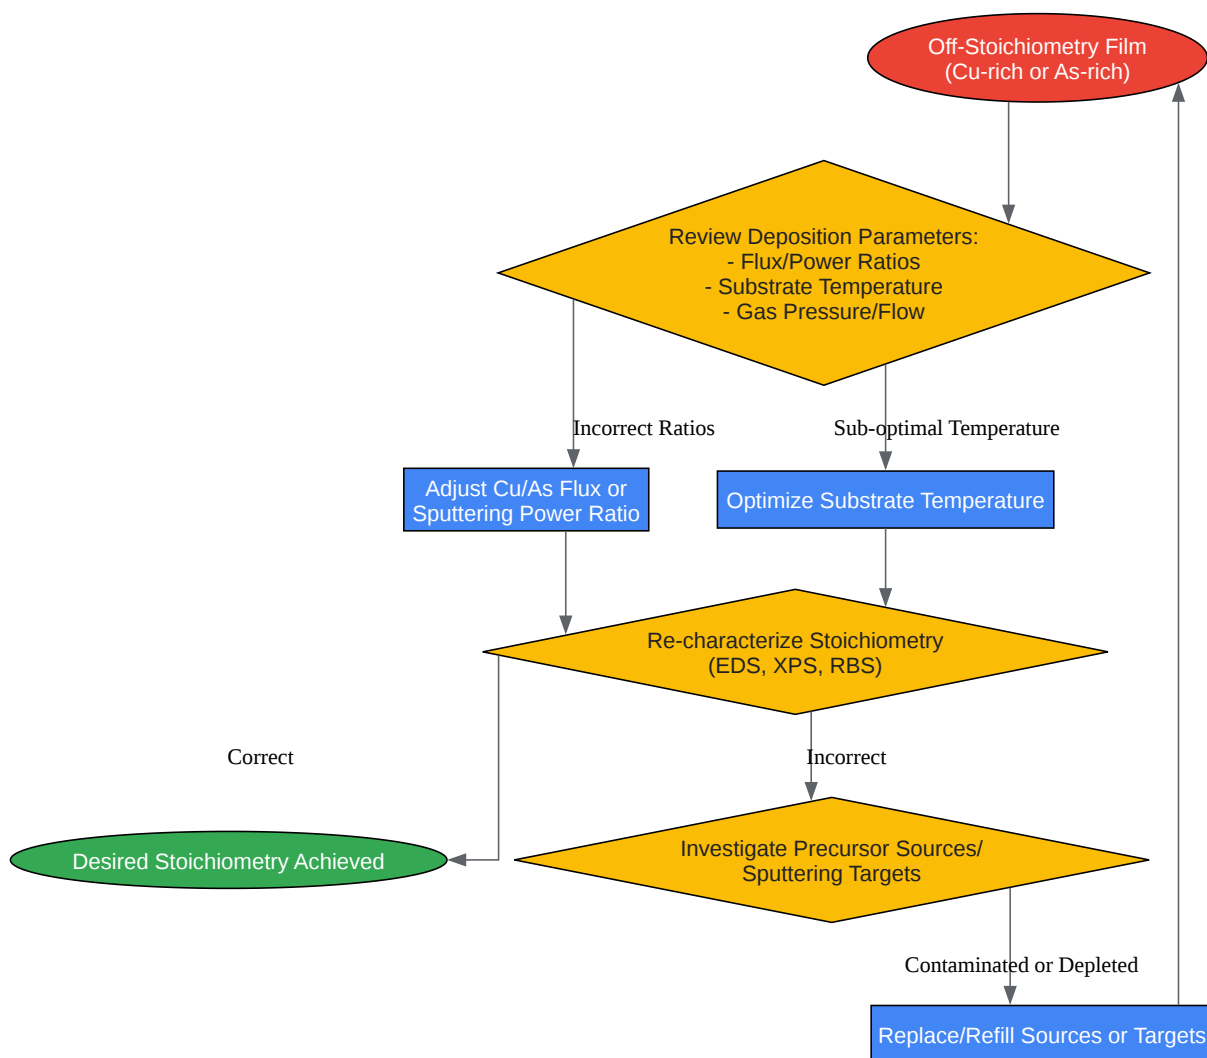 Off-Stoichiometry Film
(Cu-rich or As-rich)
Review Deposition Parameters:
- Flux/Power Ratios
- Substrate Temperature
- Gas Pressure/Flow
Incorrect Ratios
Sub-optimal Temperature
Adjust Cu/As Flux or
Sputtering Power Ratio
Optimize Substrate Temperature
Re-characterize Stoichiometry
(EDS, XPS, RBS)
Correct
Incorrect
Desired Stoichiometry Achieved
Investigate Precursor Sources/
Sputtering Targets
Contaminated or Depleted
Replace/Refill Sources or Targets